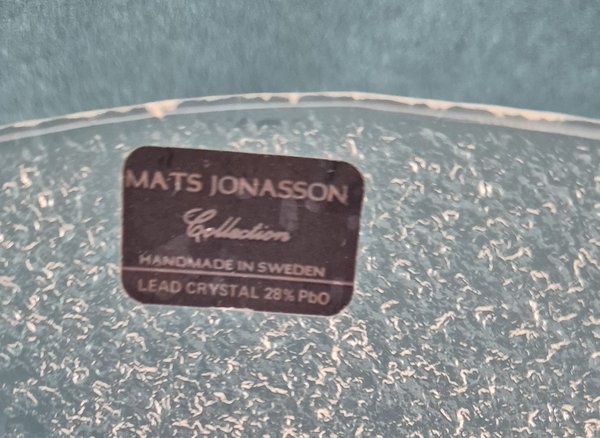 MATS JONASSON
Collection
HANDMADE IN SWEDEN
LEAD CRYSTAL 28% PbO